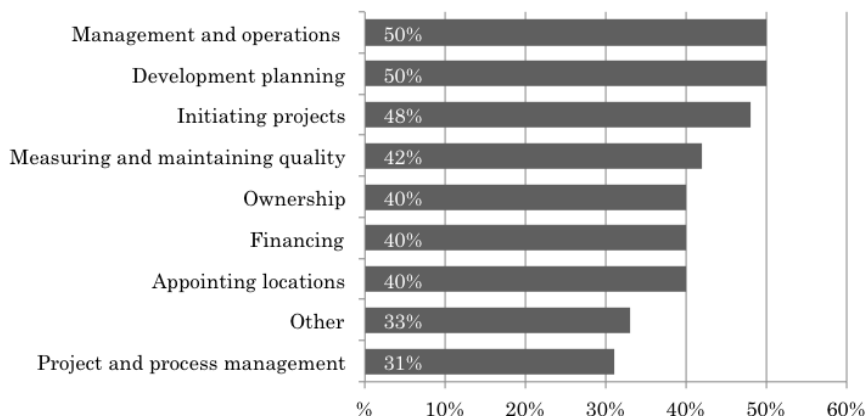 Management and operations 50%
Development planning 50%
Initiating projects 48%
Measuring and maintaining quality 42%
Ownership 40%
Financing 40%
Appointing locations 40%
Other 33%
Project and process management 31%
% 10% 20% 30% 40% 50% 60%